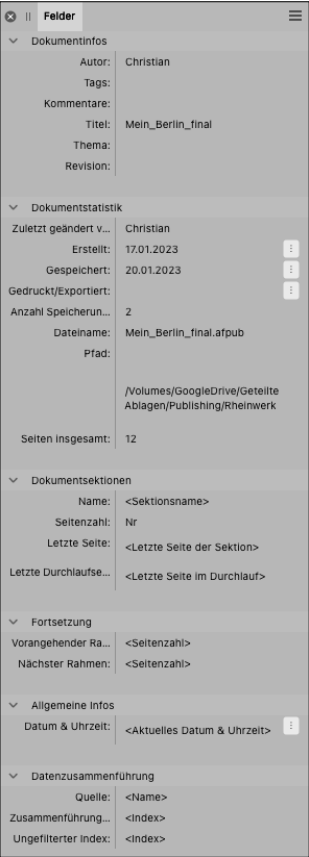 Felder
Dokumentinfos
Autor: Christian
Tags:
Kommentare:
Titel: Mein_Berlin_final
Thema:
Revision:
Dokumentstatistik
Zuletzt geändert v... Christian
Erstellt: 17.01.2023
Gespeichert: 20.01.2023
Gedruckt/Exportiert:
Anzahl Speicherun... 2
Dateiname: Mein_Berlin_final.afpub
Pfad:
/Volumes/GoogleDrive/Geteilte
Ablagen/Publishing/Rheinwerk
Seiten insgesamt: 12
Dokumentsektionen
Name: <Sektionsname>
Seitenzahl: Nr
Letzte Seite: <Letzte Seite der Sektion>
Letzte Durchlaufse... <Letzte Seite im Durchlauf>
Fortsetzung
Vorangehender Ra... <Seitenzahl>
Nächster Rahmen: <Seitenzahl>
Allgemeine Infos
Datum & Uhrzeit: <Aktuelles Datum & Uhrzeit>
Datenzusammenführung
Quelle: <Name>
Zusammenführung... <Index>
Ungefilterter Index: <Index>